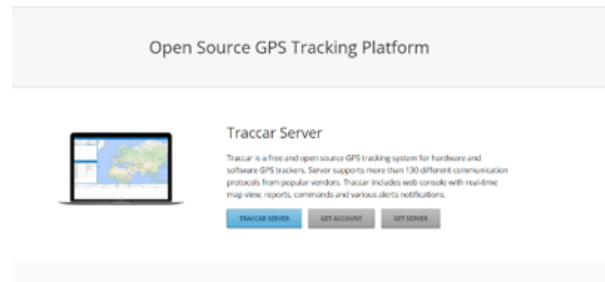 Open Source GPS Tracking Platform
Traccar Server
Traccar is a free and open source GPS tracking system for hardware and
software GPS trackers. Server supports more than 130 different communication
protocols from popular vendors. Traccar includes web console with real-time
map view, reports, commands and various alerts notifications.
TRACCAR SERVER GET ACCOUNT GET SERVER